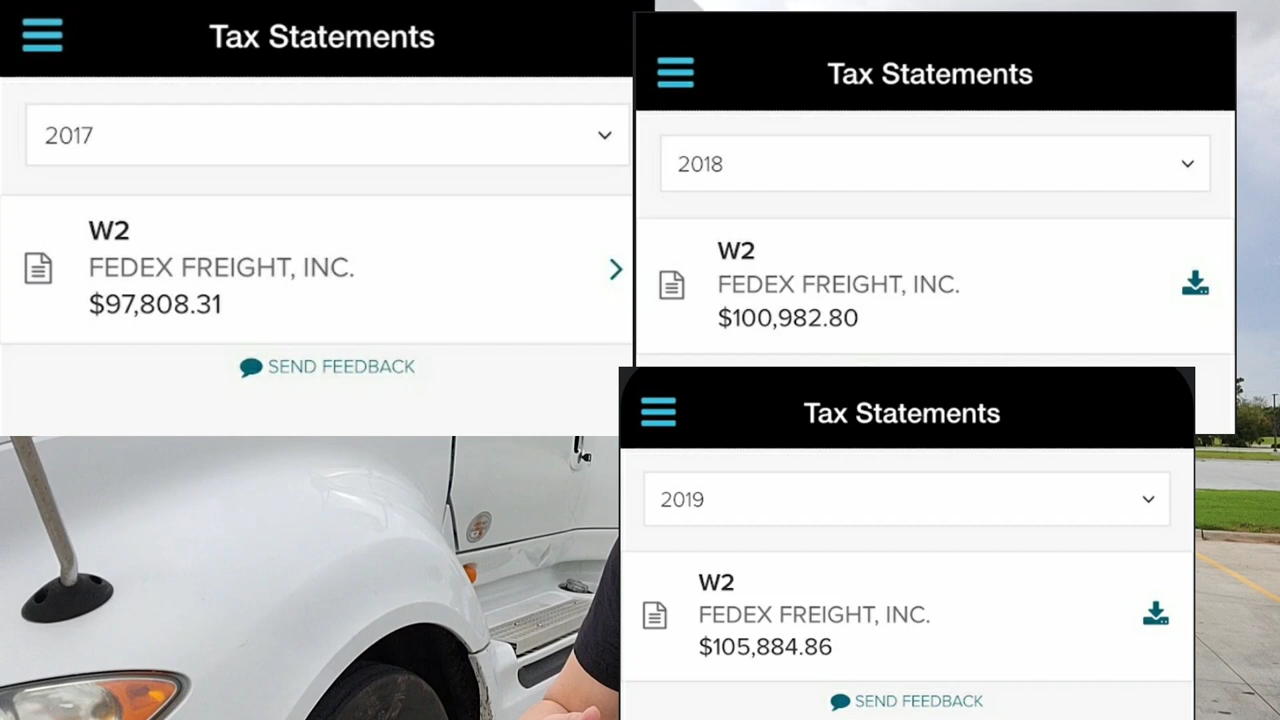 Tax Statements
2017
W2
FEDEX FREIGHT, INC.
$97,808.31
SEND FEEDBACK
Tax Statements
2018
W2
FEDEX FREIGHT, INC.
$100,982.80
Tax Statements
2019
W2
FEDEX FREIGHT, INC.
$105,884.86
SEND FEEDBACK